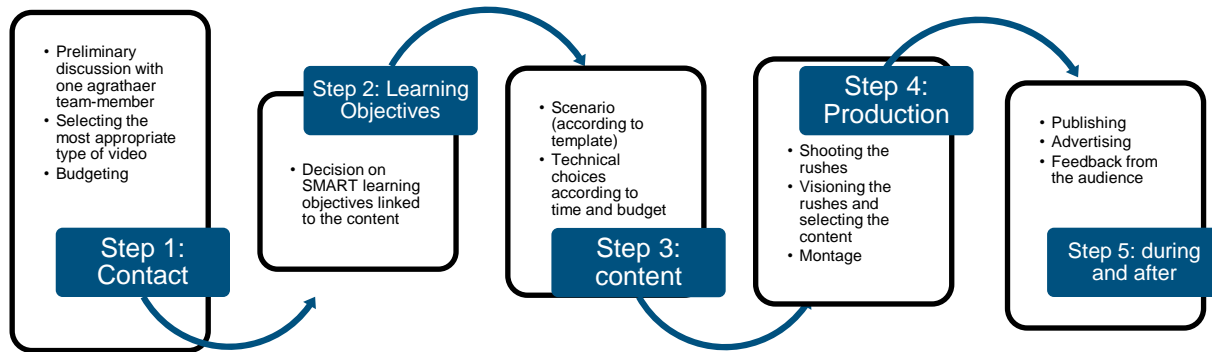 • Preliminary
discussion with
one agrathaer
team-member
• Selecting the
most appropriate
type of video
• Budgeting
Step 1:
Contact
Step 2: Learning
Objectives
• Decision on
SMART learning
objectives linked
to the content
• Scenario
(according to
template)
• Technical
choices
according to
time and budget
Step 3:
content
Step 4:
Production
• Shooting the
rushes
• Visioning the
rushes and
selecting the
content
• Montage
• Publishing
• Advertising
• Feedback from
the audience
Step 5: during
and after